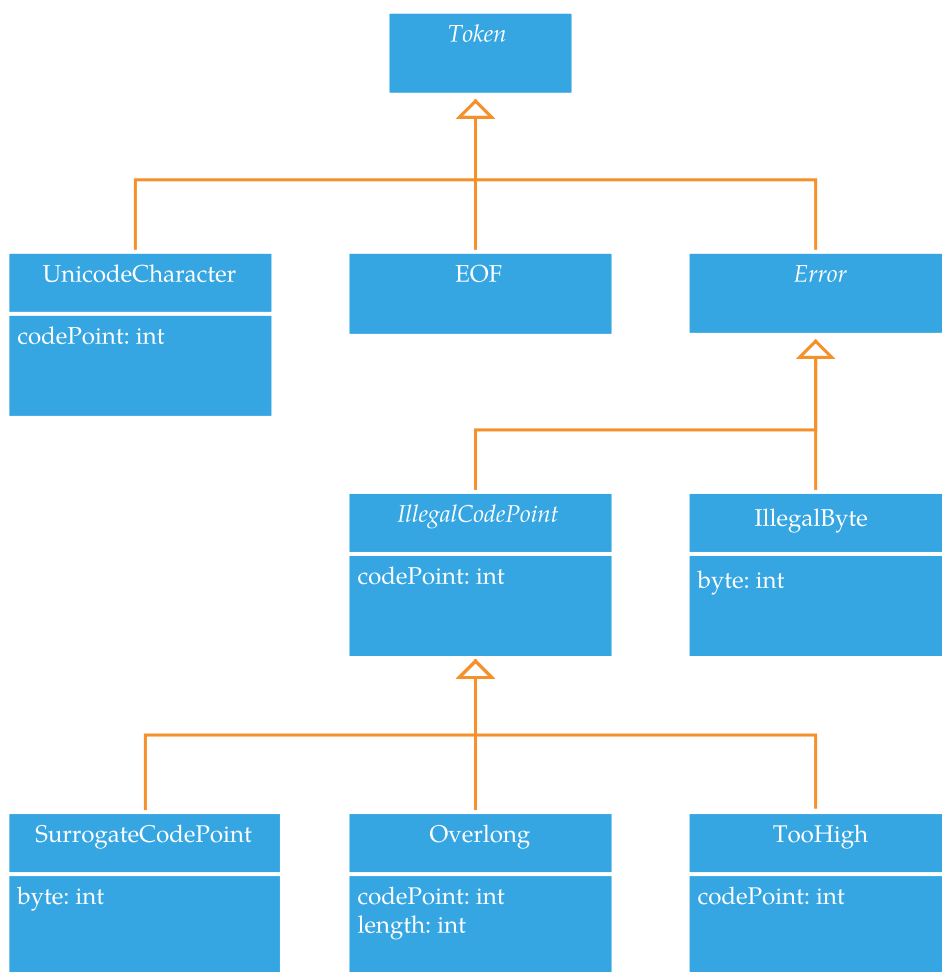 Token
UnicodeCharacter
codePoint: int
EOF
Error
IllegalCodePoint
codePoint: int
IllegalByte
byte: int
SurrogateCodePoint
byte: int
Overlong
codePoint: int
length: int
TooHigh
codePoint: int